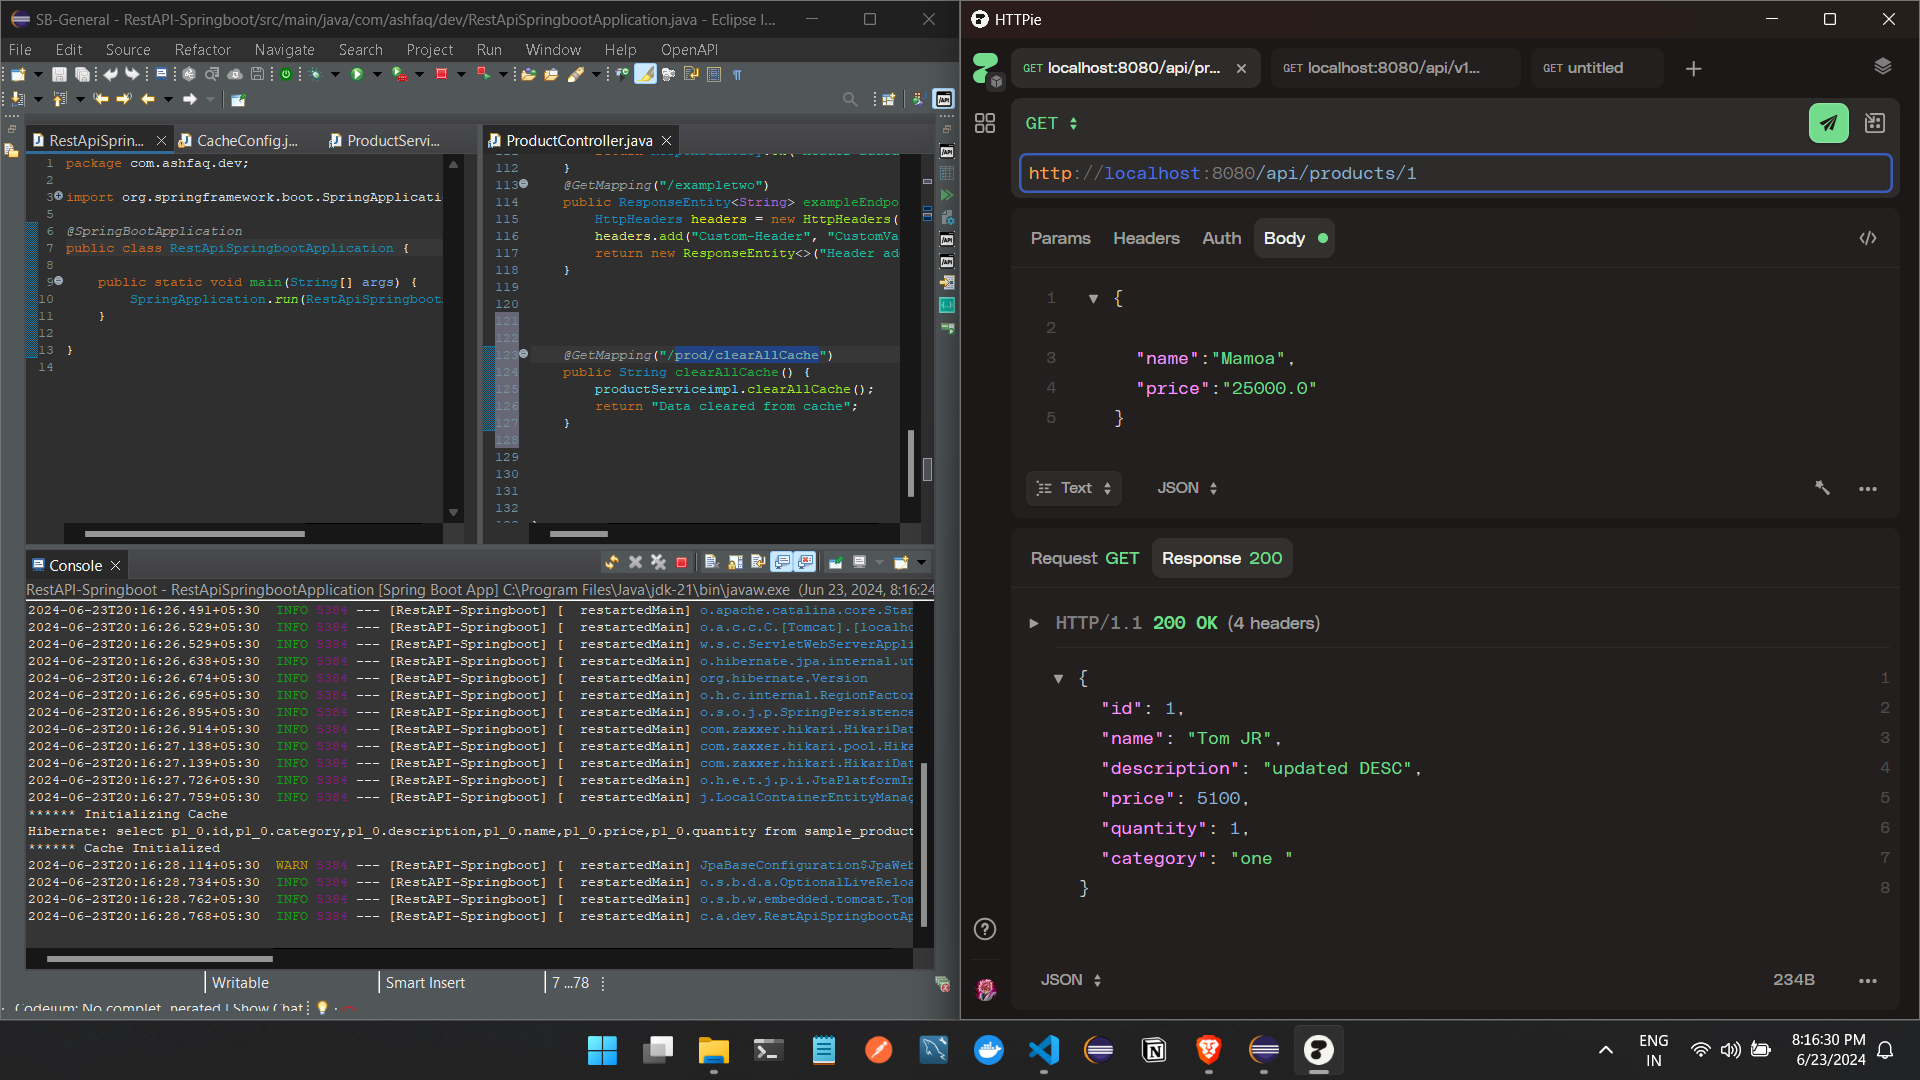 SB-General - RestAPI-Springboot/src/main/java/com/ashfaq/dev/RestApiSpringbootApplication.java - Eclipse I...
File Edit Source Refactor Navigate Search Project Run Window Help OpenAPI
RestApiSprin...
CacheConfig.j...
ProductServi...
1 package com.ashfaq.dev;
2
3 import org.springframework.boot.SpringApplicatio
5
6 @SpringBootApplication
7 public class RestApiSpringbootApplication {
8
9 public static void main(String[] args) {
10 SpringApplication.run(RestApiSpringboot
11 }
12
13 }
14
ProductController.java
112 }
113 @GetMapping("/exampletwo")
114 public ResponseEntity<String> exampleEndpo
115 HttpHeaders headers = new HttpHeaders(
116 headers.add("Custom-Header", "CustomVa
117 return new ResponseEntity<>("Header ad
118 }
119
120
121
122
123 @GetMapping("/prod/clearAllCache")
124 public String clearAllCache() {
125 productServiceimpl.clearAllCache();
126 return "Data cleared from cache";
127 }
128
129
130
131
132
Console
RestAPI-Springboot - RestApiSpringbootApplication [Spring Boot App] C:\Program Files\Java\jdk-21\bin\javaw.exe (Jun 23, 2024, 8:16:24
2024-06-23T20:16:26.491+05:30 INFO 5384 --- [RestAPI-Springboot] [ restartedMain] o.apache.catalina.core.Star
2024-06-23T20:16:26.529+05:30 INFO 5384 --- [RestAPI-Springboot] [ restartedMain] o.a.c.c.C.[Tomcat].[localho
2024-06-23T20:16:26.529+05:30 INFO 5384 --- [RestAPI-Springboot] [ restartedMain] w.s.c.ServletWebServerAppli
2024-06-23T20:16:26.638+05:30 INFO 5384 --- [RestAPI-Springboot] [ restartedMain] o.hibernate.jpa.internal.ut
2024-06-23T20:16:26.674+05:30 INFO 5384 --- [RestAPI-Springboot] [ restartedMain] org.hibernate.Version
2024-06-23T20:16:26.695+05:30 INFO 5384 --- [RestAPI-Springboot] [ restartedMain] o.h.c.internal.RegionFactor
2024-06-23T20:16:26.895+05:30 INFO 5384 --- [RestAPI-Springboot] [ restartedMain] o.s.o.j.p.SpringPersistence
2024-06-23T20:16:26.914+05:30 INFO 5384 --- [RestAPI-Springboot] [ restartedMain] com.zaxxer.hikari.HikariDat
2024-06-23T20:16:27.138+05:30 INFO 5384 --- [RestAPI-Springboot] [ restartedMain] com.zaxxer.hikari.pool.Hika
2024-06-23T20:16:27.139+05:30 INFO 5384 --- [RestAPI-Springboot] [ restartedMain] com.zaxxer.hikari.HikariDat
2024-06-23T20:16:27.726+05:30 INFO 5384 --- [RestAPI-Springboot] [ restartedMain] o.h.e.t.j.p.i.JtaPlatformIn
2024-06-23T20:16:27.759+05:30 INFO 5384 --- [RestAPI-Springboot] [ restartedMain] j.LocalContainerEntityManag
****** Initializing Cache
Hibernate: select p1_0.id,p1_0.category,p1_0.description,p1_0.name,p1_0.price,p1_0.quantity from sample_product
****** Cache Initialized
2024-06-23T20:16:28.114+05:30 WARN 5384 --- [RestAPI-Springboot] [ restartedMain] JpaBaseConfiguration$JpaWeb
2024-06-23T20:16:28.734+05:30 INFO 5384 --- [RestAPI-Springboot] [ restartedMain] o.s.b.d.a.OptionalLiveReloa
2024-06-23T20:16:28.762+05:30 INFO 5384 --- [RestAPI-Springboot] [ restartedMain] o.s.b.w.embedded.tomcat.Tom
2024-06-23T20:16:28.768+05:30 INFO 5384 --- [RestAPI-Springboot] [ restartedMain] c.a.dev.RestApiSpringbootAp
Writable Smart Insert 7 ...78
Codeium: No complet nerated | Show Chat
HTTPie
GET localhost:8080/api/pr...
GET localhost:8080/api/v1...
GET untitled
GET
http://localhost:8080/api/products/1
Params Headers Auth Body
1 {
2
3 "name":"Mamoa",
4 "price":"25000.0"
5 }
Text JSON
Request GET Response 200
HTTP/1.1 200 OK (4 headers)
{ 1
"id": 1, 2
"name": "Tom JR", 3
"description": "updated DESC", 4
"price": 5100, 5
"quantity": 1, 6
"category": "one " 7
} 8
JSON 234B
ENG
IN
8:16:30 PM
6/23/2024